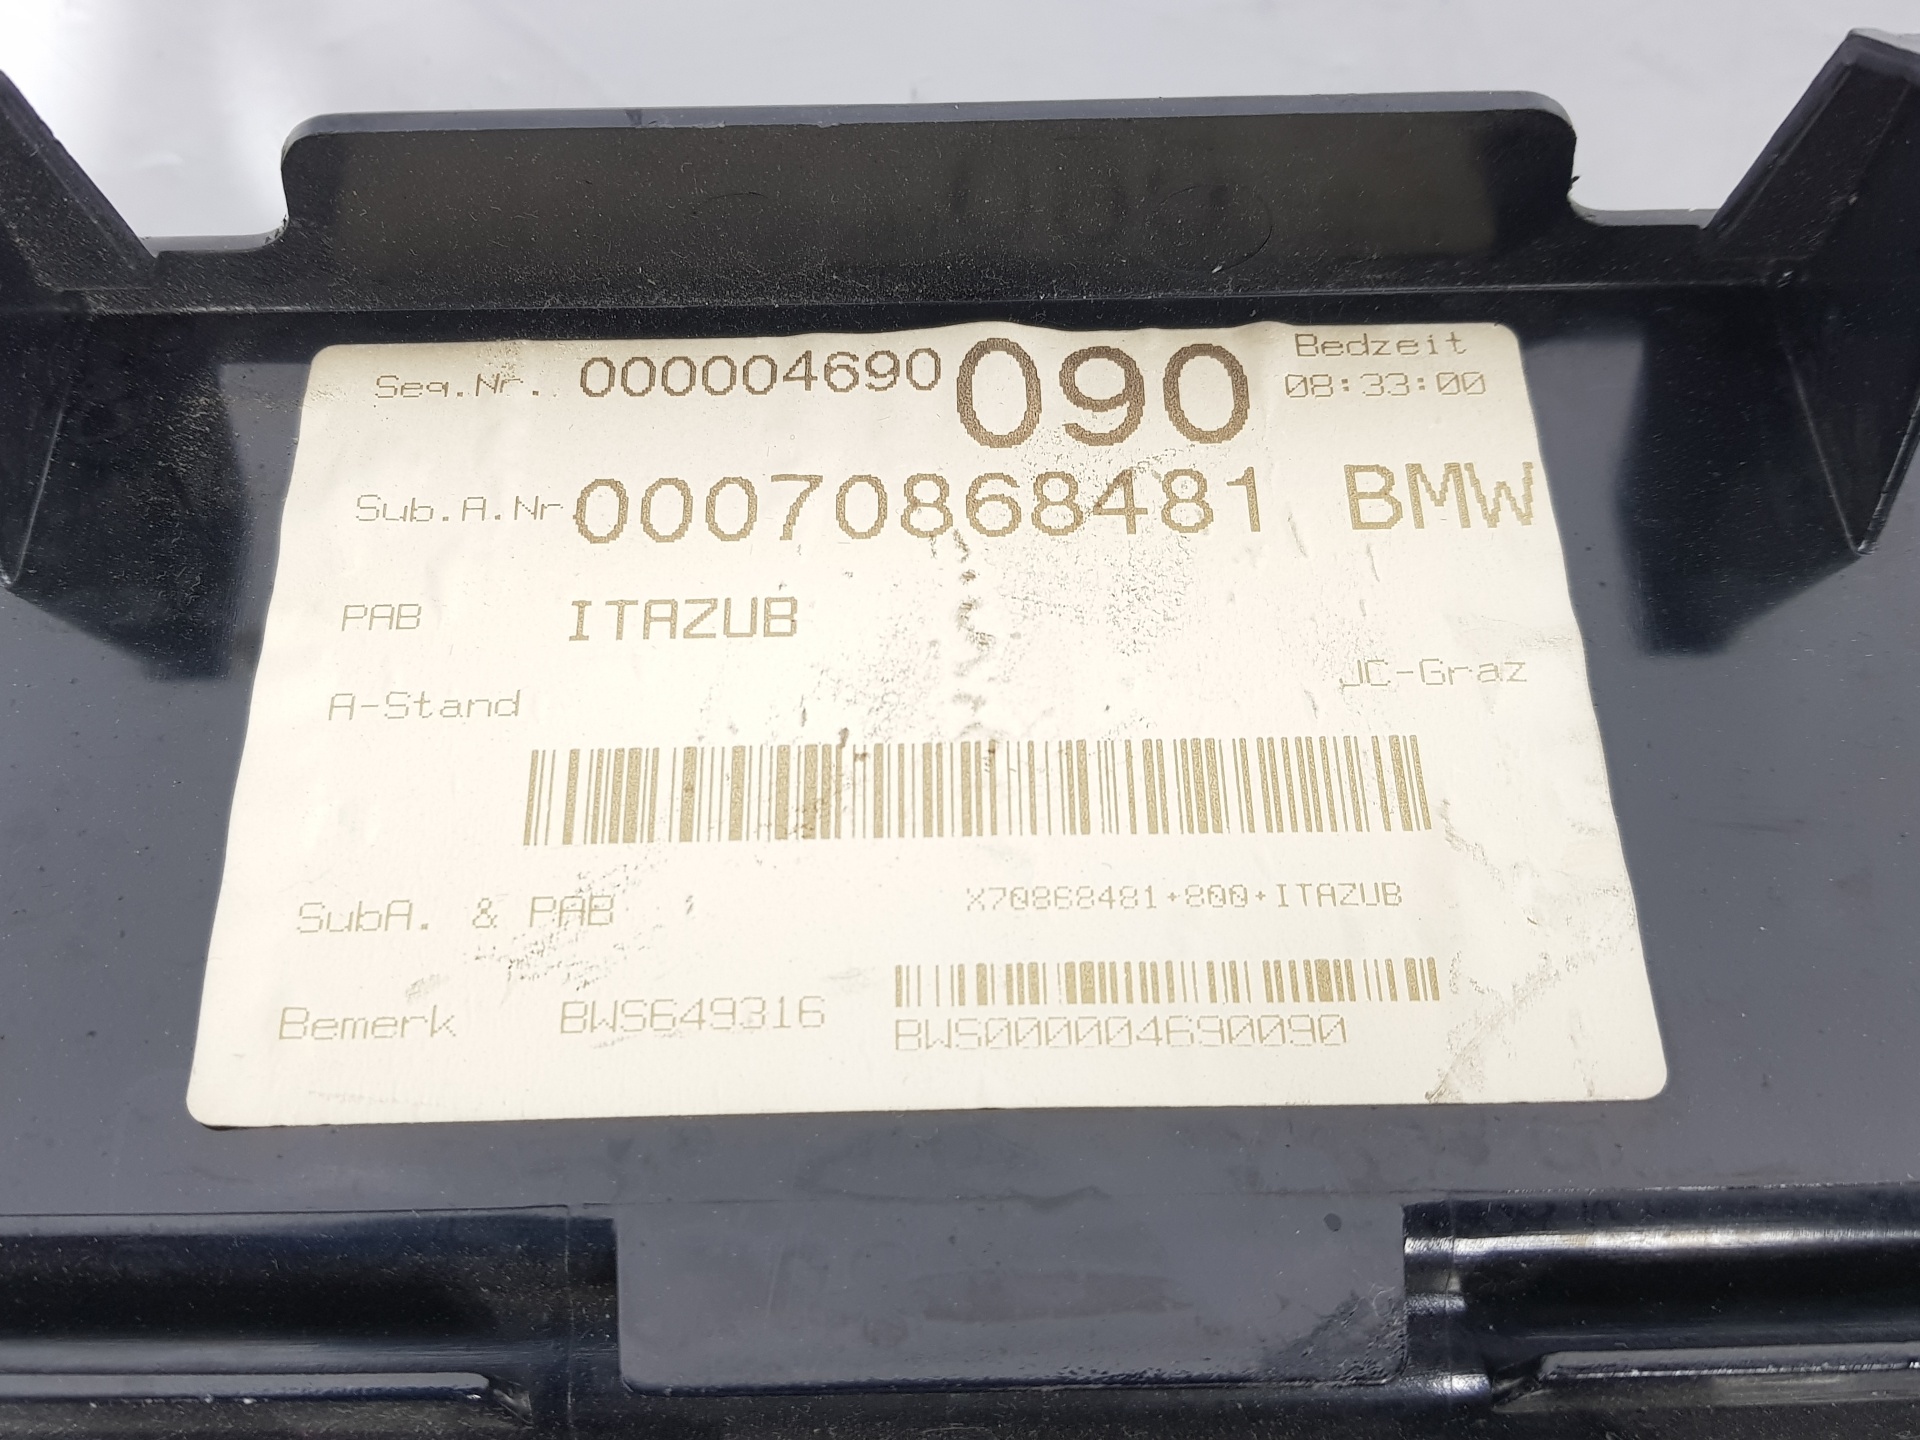 Seq.Nr. 000004690 090 Bedzeit
08:33:00
Sub.A.Nr 00070868481 BMW
PAB ITAZUB
JC-Graz
A-Stand
SubA. & PAB X70868481+800+ITAZUB
Bemerk BWS649316 BWS000004690090